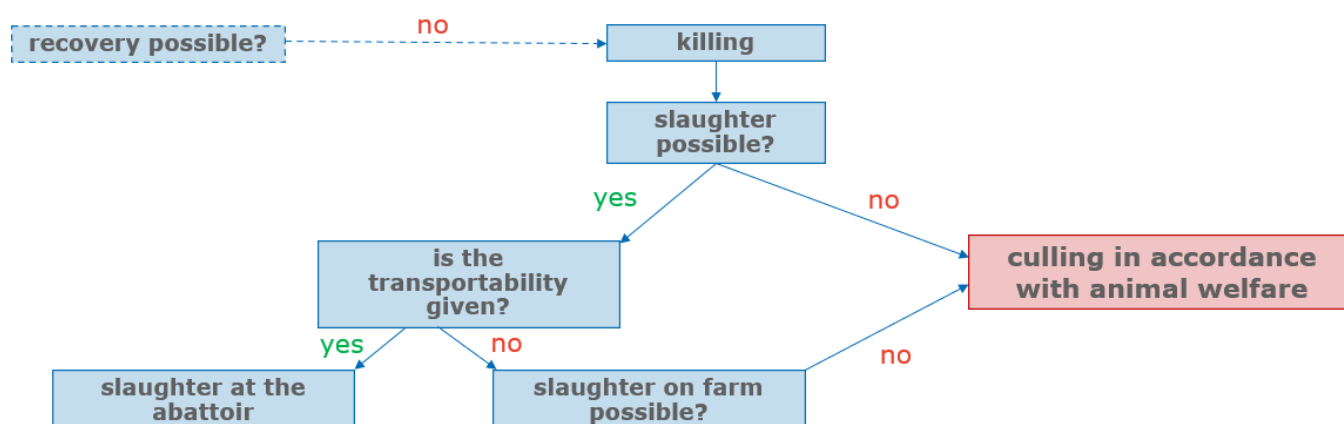 recovery possible?
no
killing
slaughter
possible?
yes
no
is the
transportability
given?
culling in accordance
with animal welfare
yes
no
no
slaughter at the
abattoir
slaughter on farm
possible?